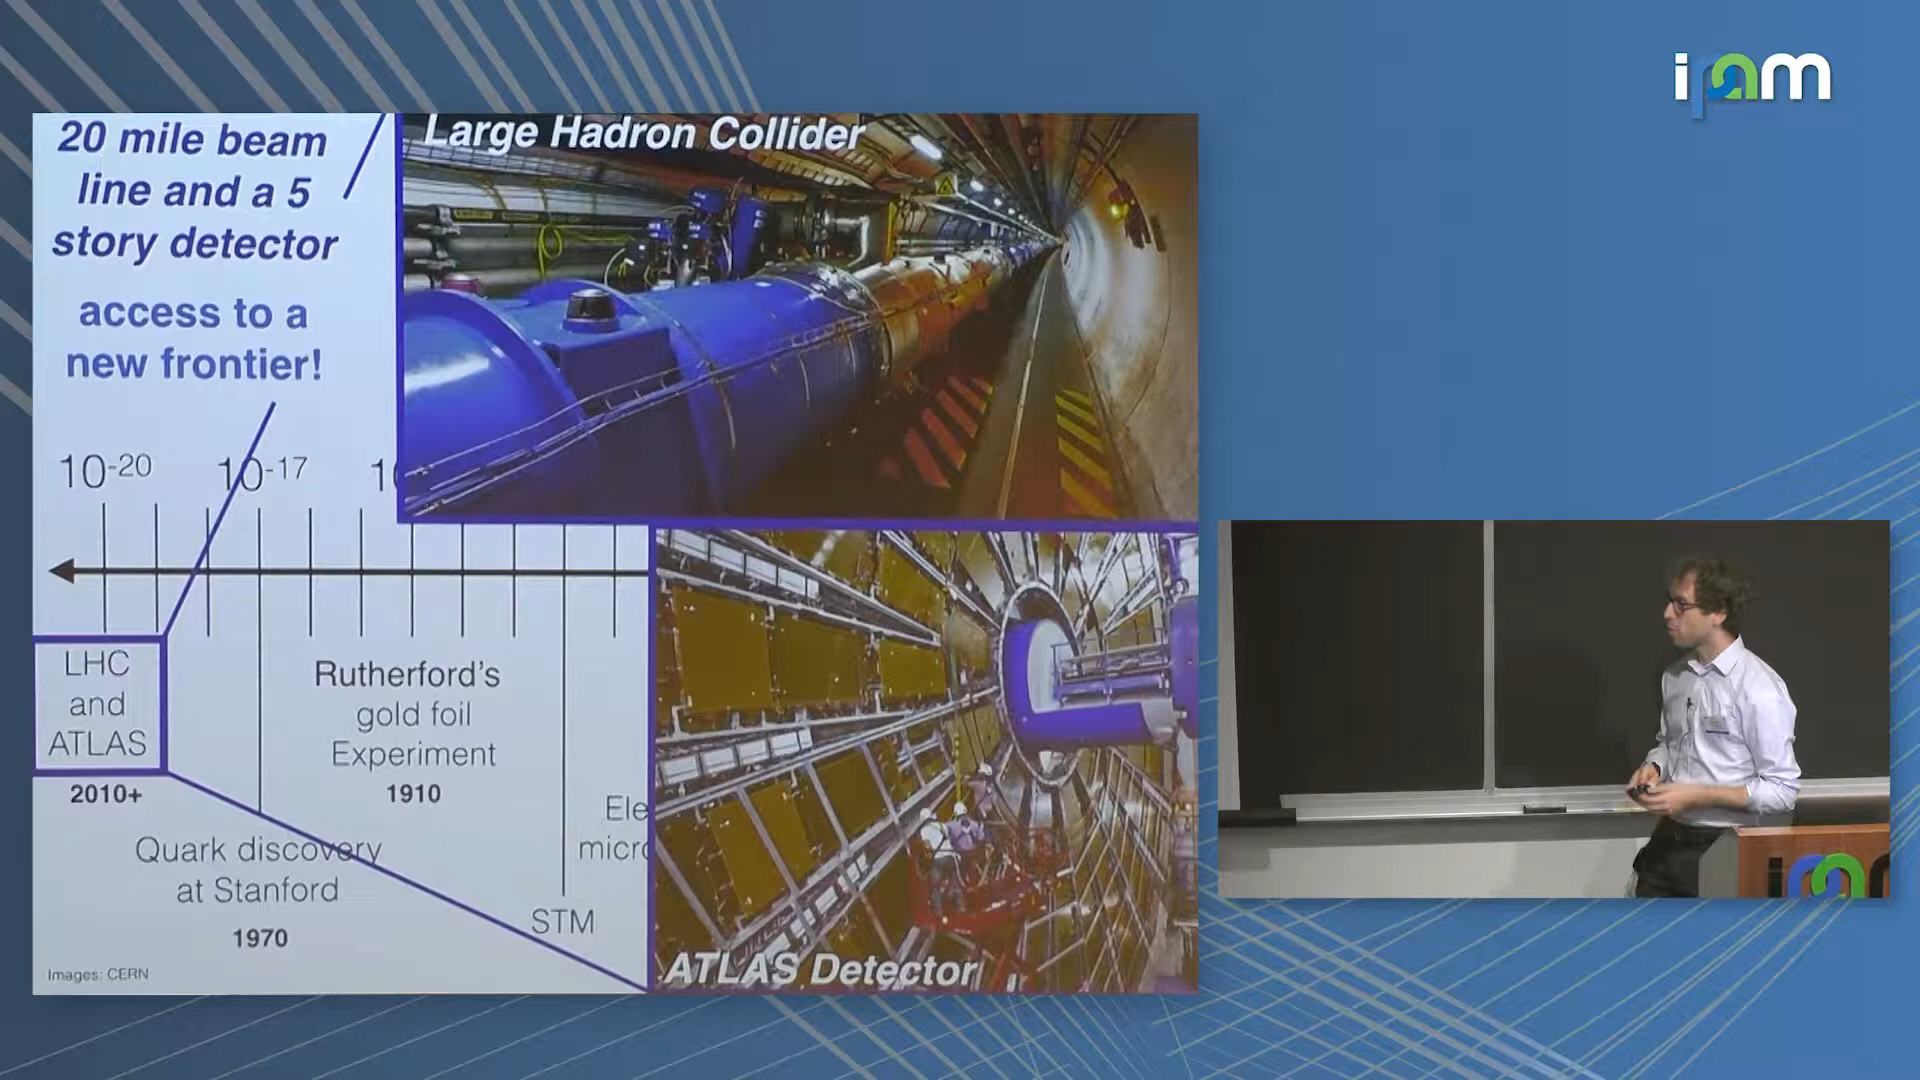 ipam
20 mile beam
line and a 5
story detector
access to a
new frontier!
Large Hadron Collider
10-20
10-17
LHC
and
ATLAS
2010+
Rutherford's
gold foil
Experiment
1910
Quark discovery
at Stanford
1970
STM
Images: CERN
ATLAS Detector